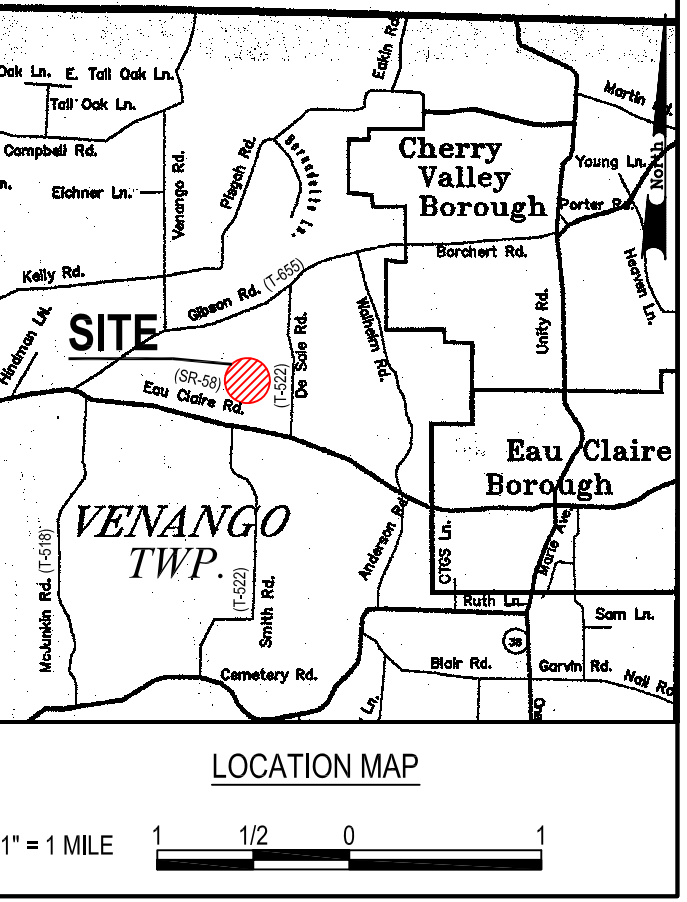 Eakin Rd.
Oak Ln. E. Tall Oak Ln.
Tall Oak Ln.
Martin Rd.
Campbell Rd.
Cherry
Valley
Borough
Young Ln.
North
n.
Eichner Ln.
Venango Rd.
Pisgah Rd.
Bernadette Ln.
Porter Rd.
Borchert Rd.
Heaven Ln.
Kelly Rd.
Gibson Rd. (T-655)
Hindman LN.
SITE
De Sale Rd.
(T-522)
Unity Rd.
(SR-58)
Eau Claire Rd.
Eau Claire
Borough
VENANGO
TWP.
McJunkin Rd. (T-518)
(T-522)
Smith Rd.
Anderson Rd.
CTGS Ln.
Marie Ave.
Ruth Ln.
Sam Ln.
38
Cemetery Rd.
Blair Rd.
Garvin Rd.
Ln.
LOCATION MAP
1" = 1 MILE
1 1/2 0 1